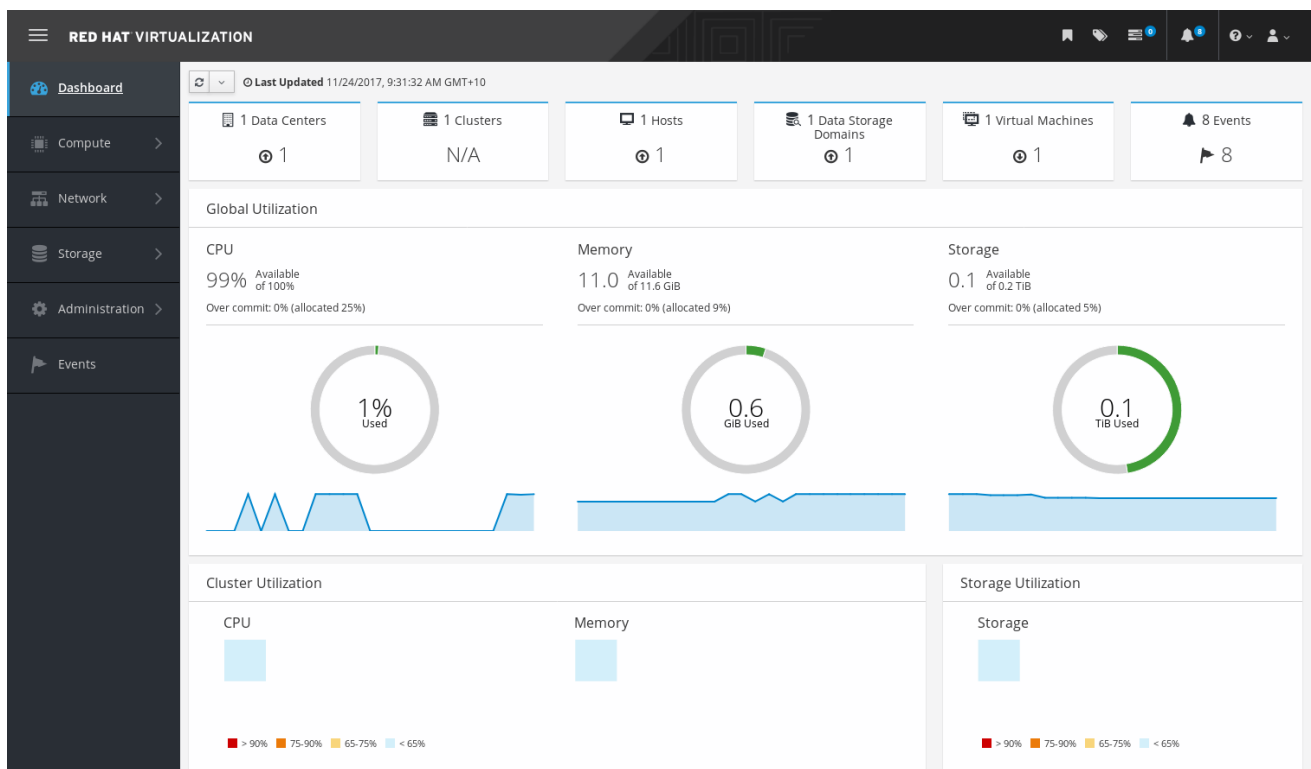 RED HAT VIRTUALIZATION
0
8
Dashboard
Compute
Network
Storage
Administration
Events
Last Updated 11/24/2017, 9:31:32 AM GMT+10
1 Data Centers
1
1 Clusters
N/A
1 Hosts
1
1 Data Storage
Domains
1
1 Virtual Machines
1
8 Events
8
Global Utilization
CPU
99% Available
of 100%
Over commit: 0% (allocated 25%)
1%
Used
Memory
11.0 Available
of 11.6 GiB
Over commit: 0% (allocated 9%)
0.6
GiB Used
Storage
0.1 Available
of 0.2 TiB
Over commit: 0% (allocated 5%)
0.1
TiB Used
Cluster Utilization
CPU
Memory
> 90% 75-90% 65-75% < 65%
Storage Utilization
Storage
> 90% 75-90% 65-75% < 65%